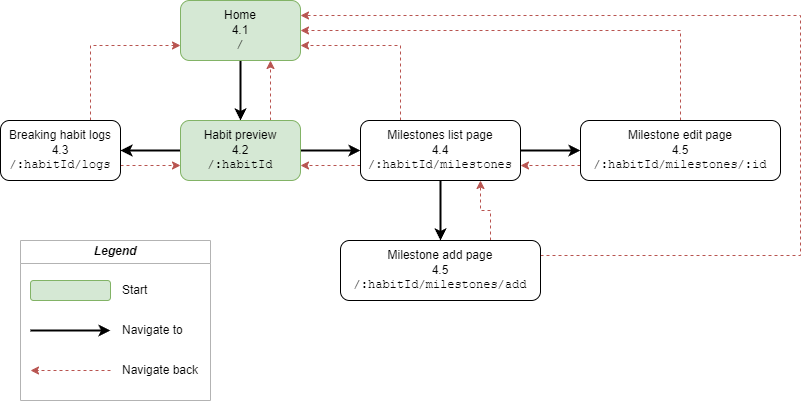 Home
4.1
/
Breaking habit logs
4.3
/:habitId/logs
Habit preview
4.2
/:habitId
Milestones list page
4.4
/:habitId/milestones
Milestone edit page
4.5
/:habitId/milestones/:id
Milestone add page
4.5
/:habitId/milestones/add
Legend
Start
Navigate to
Navigate back